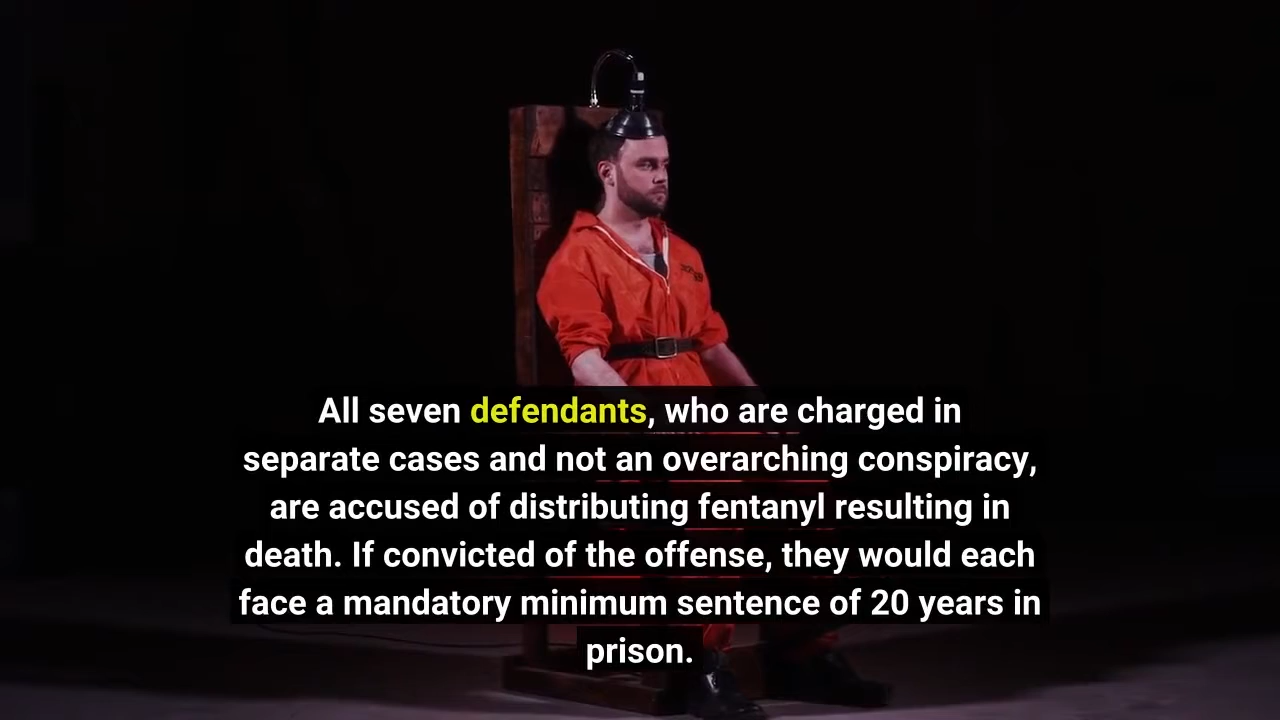 All seven defendants, who are charged in
separate cases and not an overarching conspiracy,
are accused of distributing fentanyl resulting in
death. If convicted of the offense, they would each
face a mandatory minimum sentence of 20 years in
prison.